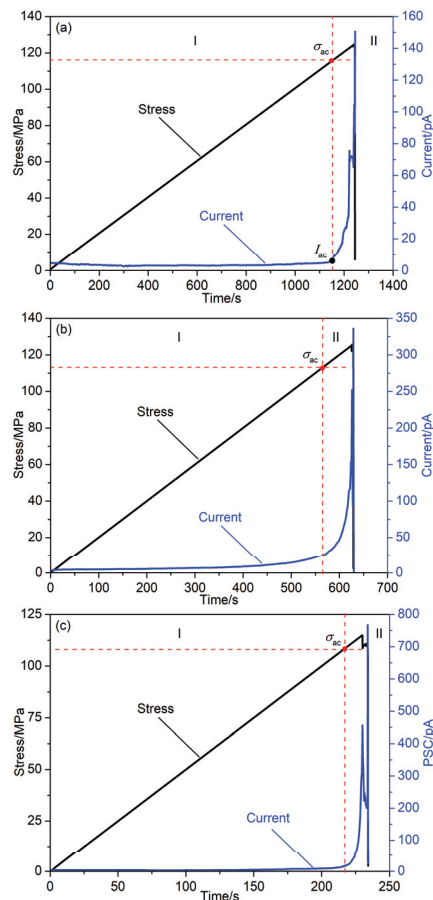 (a)
I
II
σac
140
120
100
80
60
40
20
0
Stress/MPa
160
140
120
100
80
60
40
20
0
Current/pA
Stress
Current
Iac
0 200 400 600 800 1000 1200 1400
Time/s
(b)
I
II
σac
140
120
100
80
60
40
20
0
Stress/MPa
350
300
250
200
150
100
50
0
Current/pA
Stress
Current
0 100 200 300 400 500 600 700
Time/s
(c)
I
II
σac
125
100
75
50
25
0
Stress/MPa
800
700
600
500
400
300
200
100
0
PSC/pA
Stress
Current
0 25 50 75 100 125 150 175 200 225 250
Time/s